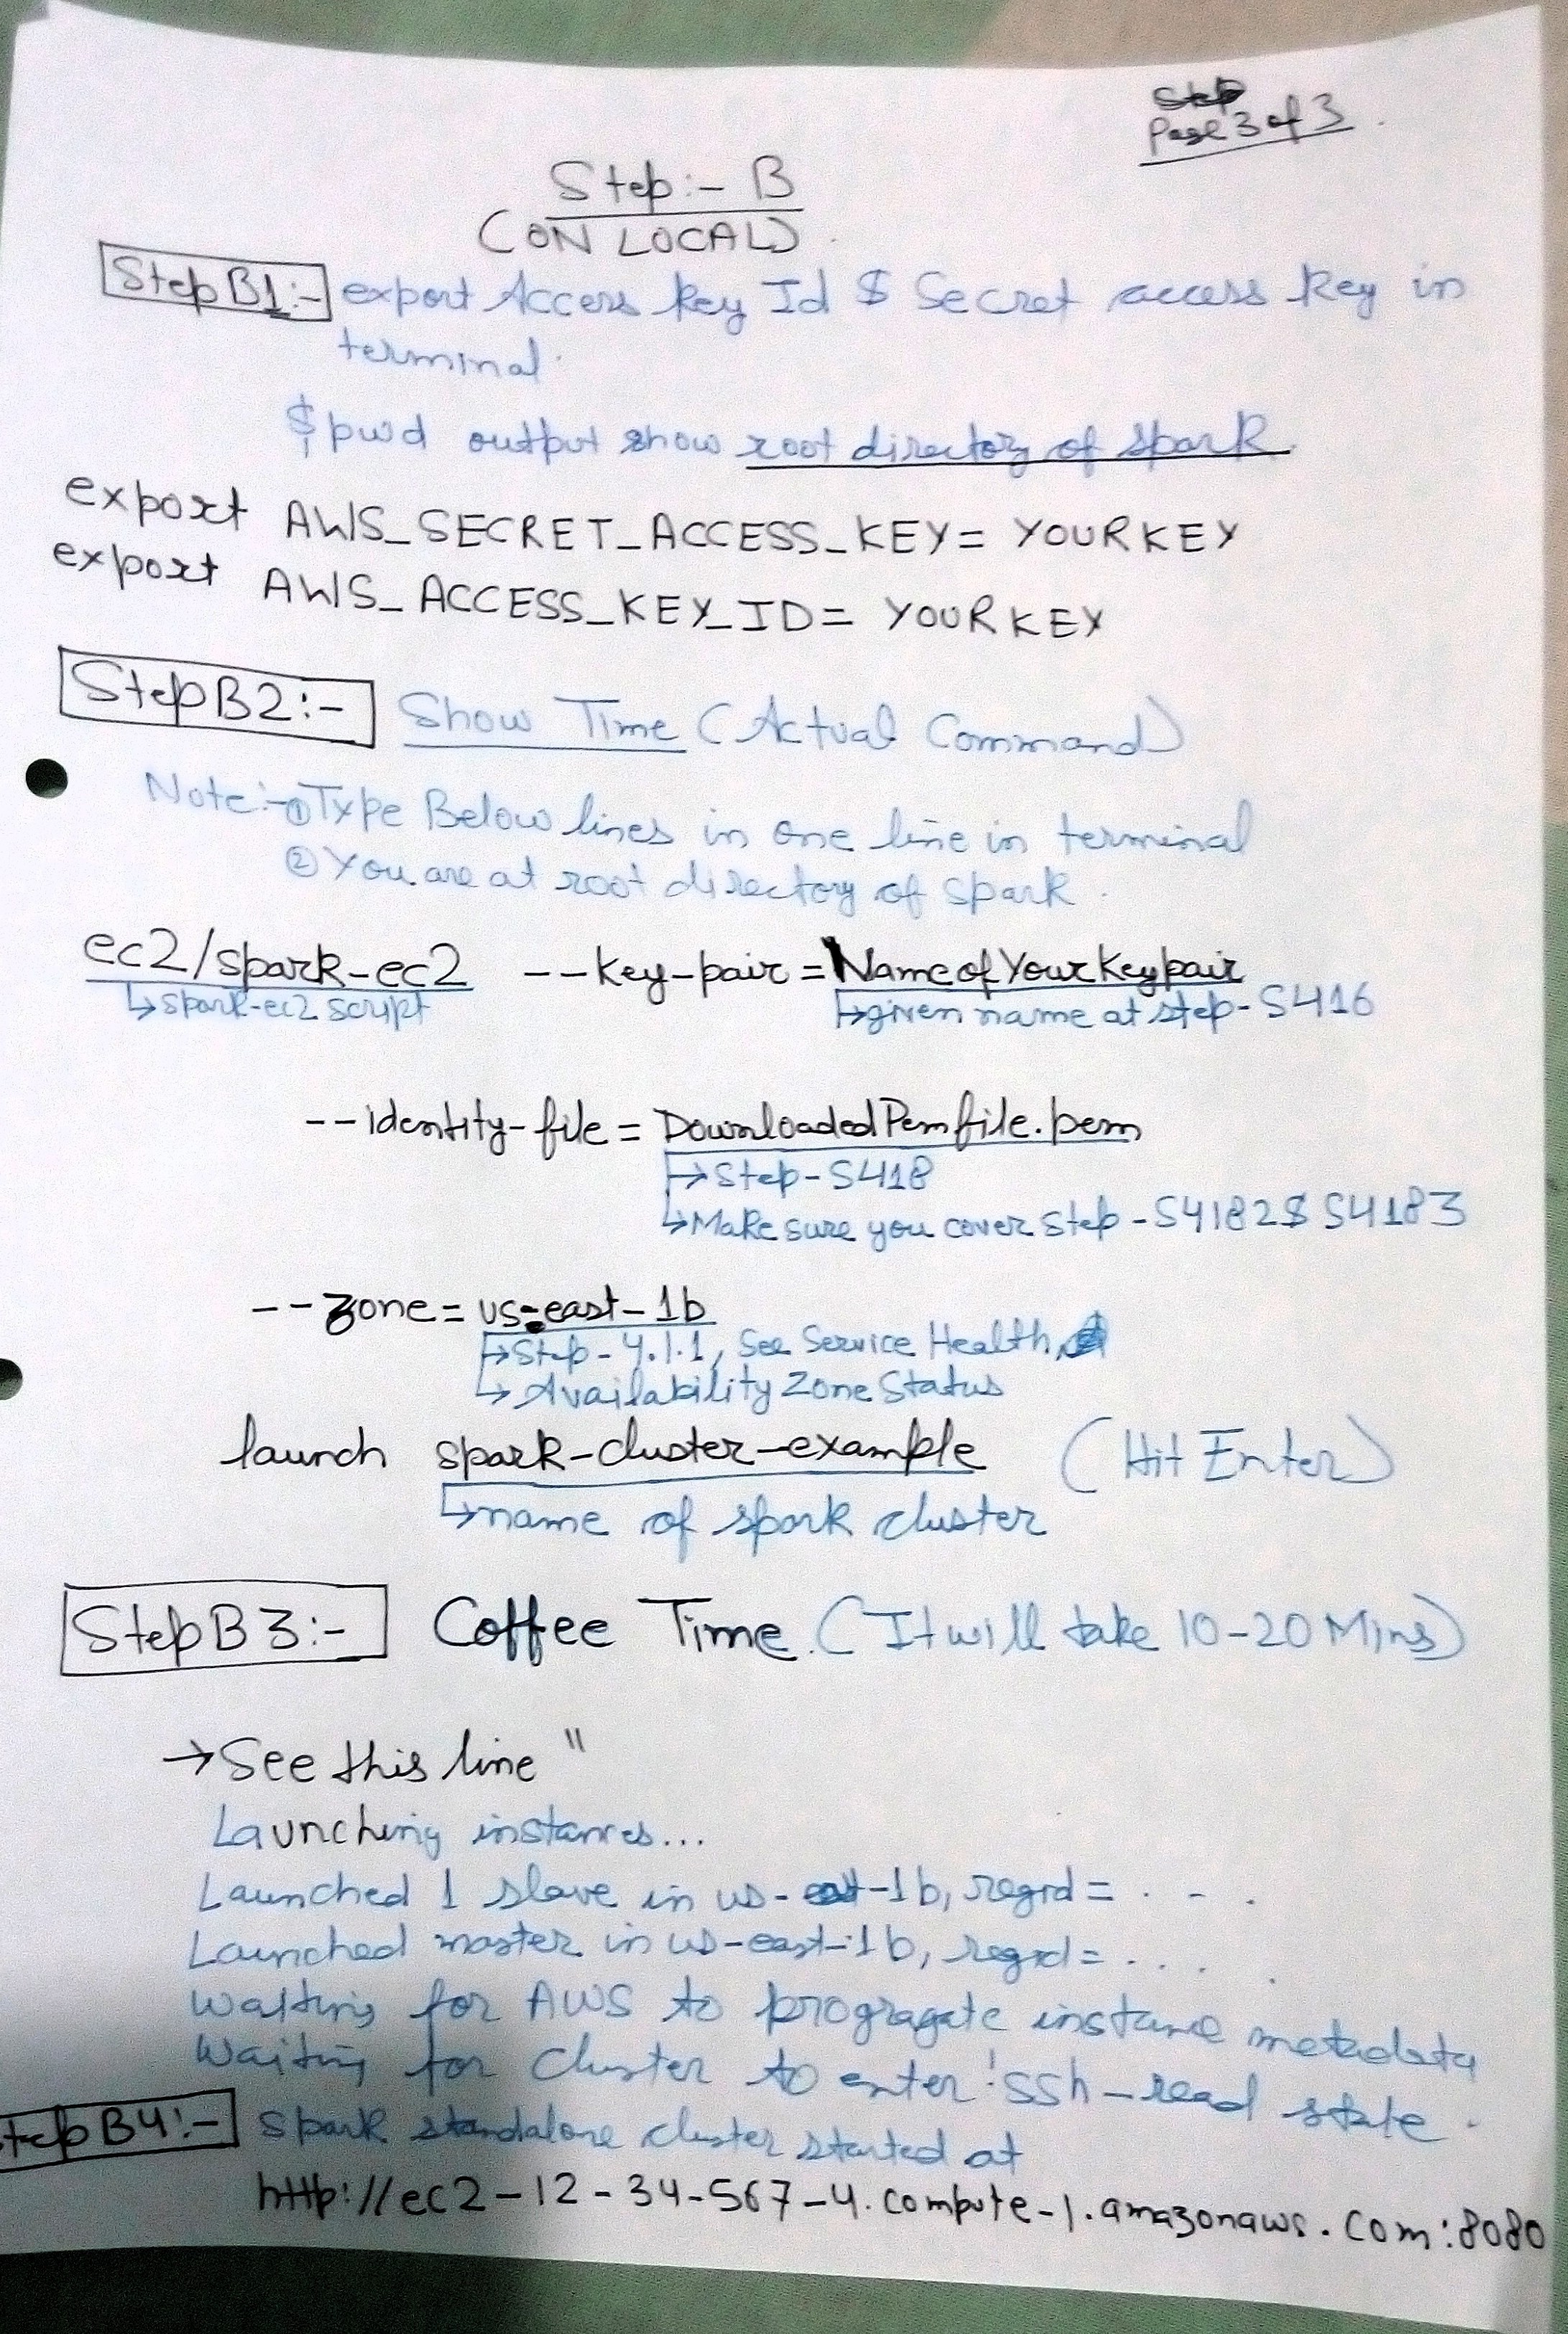 Step
Page 3 of 3
Step:- B
(ON LOCAL)
Step B1:- export Access Key Id $ Secret access key in
terminal.
$ pwd output show root directory of spark.
export AWS_SECRET_ACCESS_KEY= YOURKEY
export AWS_ACCESS_KEY_ID= YOURKEY
Step B2:- Show Time (Actual Command)
Note:- ① Type Below lines in one line in terminal
② You are at root directory of spark.
ec2/spark-ec2 --key-pair=NameofYourKeypair
↳ spark-ec2 script ↳ given name at step-S416
--identity-file = DownloadedPemfile.pem
→ Step-S418
↳ Make sure you cover step-S4182 $ S4183
--zone= us-east-1b
→ Step-4.1.1, See Service Health,
↳ Availability Zone Status
launch spark-cluster-example (Hit Enter)
↳ name of spark cluster
Step B3:- Coffee Time. (It will take 10-20 Mins)
→ See this line "
Launching instances...
Launched 1 slave in us-east-1b, regid= . - .
Launched master in us-east-1b, regid= . . . .
Waiting for AWS to progragate instance metadata
Waiting for Cluster to enter 'ssh-read state.
Step B4:- Spark standalone cluster started at
http://ec2-12-34-567-4.compute-1.amazonaws.com:8080